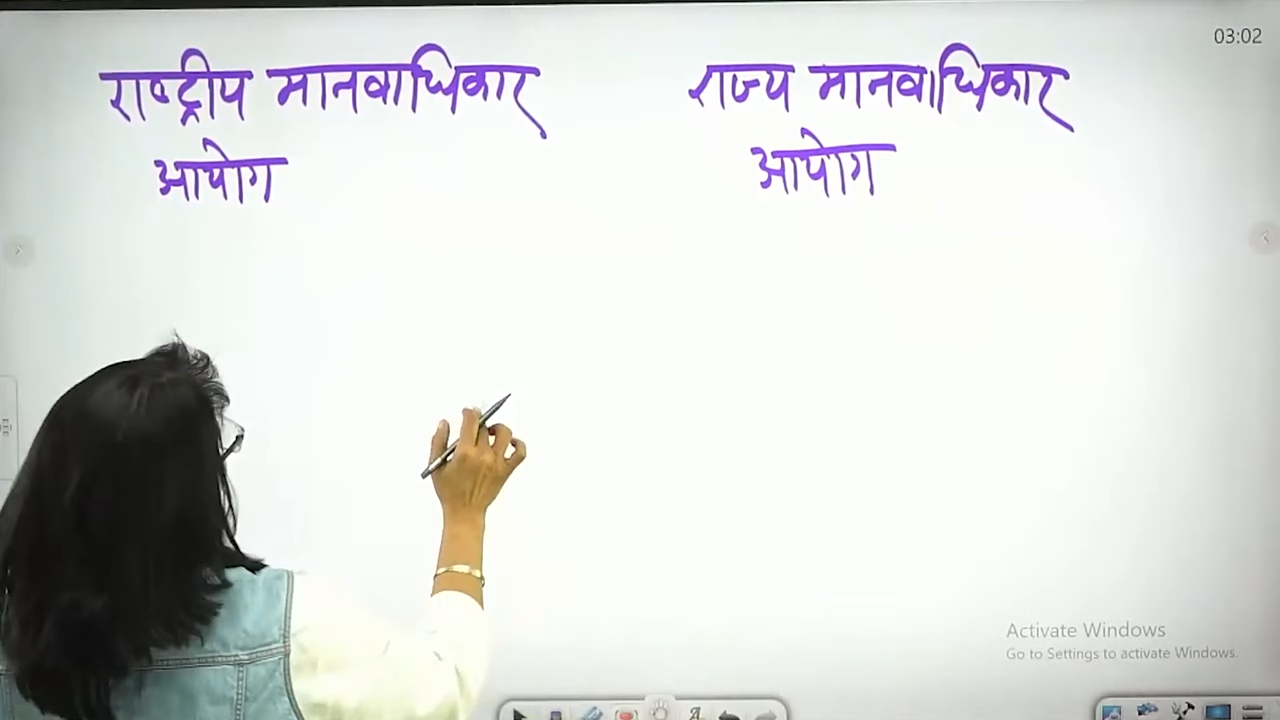 03:02
राष्ट्रीय मानवाधिकार
आयोग
राज्य मानवाधिकार
आयोग
Activate Windows
Go to Settings to activate Windows.